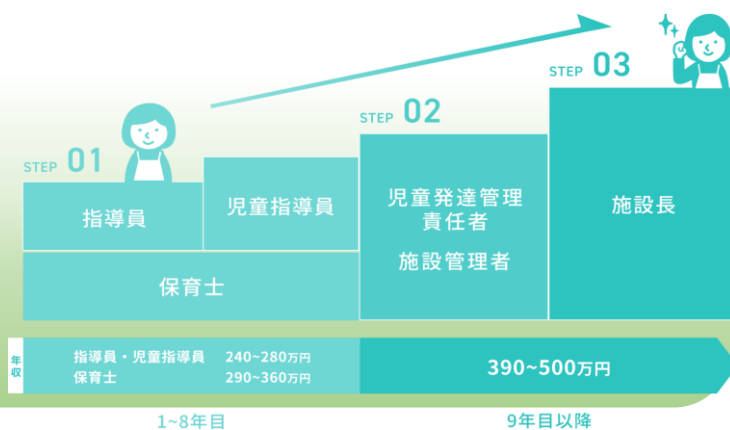 STEP 01
指導員
児童指導員
保育士
STEP 02
児童発達管理
責任者
施設管理者
STEP 03
施設長
年収
指導員・児童指導員 240~280万円
保育士 290~360万円
390~500万円
1~8年目
9年目以降